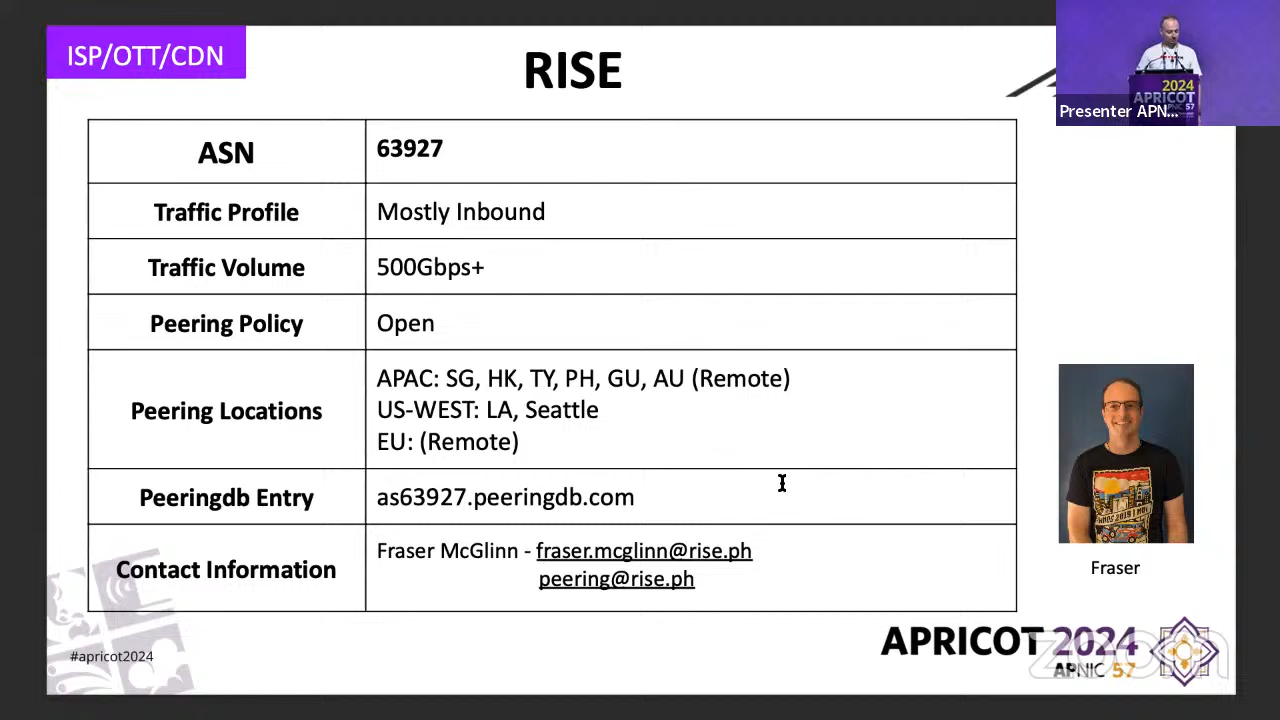 ISP/OTT/CDN
RISE
2024
APRICOT
APNIC 57
Presenter APN...
ASN
63927
Traffic Profile
Mostly Inbound
Traffic Volume
500Gbps+
Peering Policy
Open
Peering Locations
APAC: SG, HK, TY, PH, GU, AU (Remote)
US-WEST: LA, Seattle
EU: (Remote)
Peeringdb Entry
as63927.peeringdb.com
Contact Information
Fraser McGlinn - fraser.mcglinn@rise.ph
peering@rise.ph
Fraser
#apricot2024
APRICOT 2024
APNIC 57
zoom